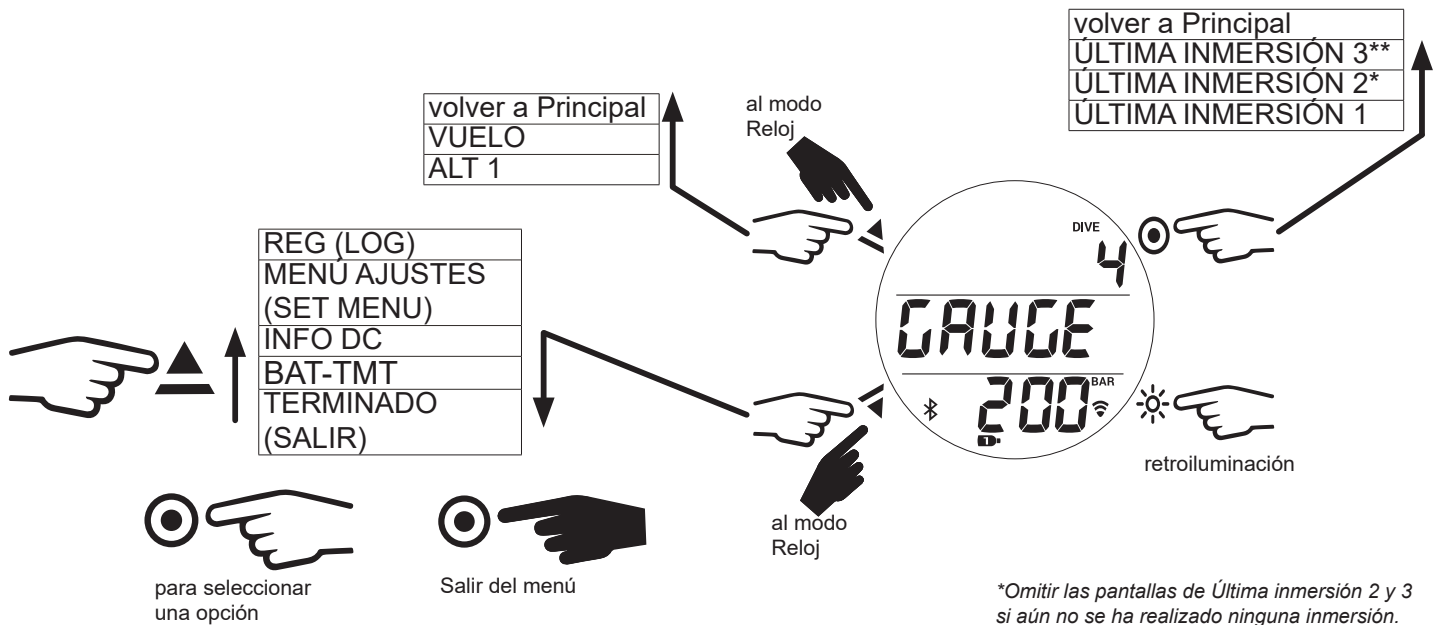 volver a Principal
ÚLTIMA INMERSIÓN 3**
ÚLTIMA INMERSIÓN 2*
ÚLTIMA INMERSIÓN 1
volver a Principal
VUELO
ALT 1
al modo
Reloj
REG (LOG)
MENÚ AJUSTES
(SET MENU)
INFO DC
BAT-TMT
TERMINADO
(SALIR)
DIVE
4
GAUGE
200 BAR
1
retroiluminación
al modo
Reloj
para seleccionar
una opción
Salir del menú
*Omitir las pantallas de Última inmersión 2 y 3
si aún no se ha realizado ninguna inmersión.